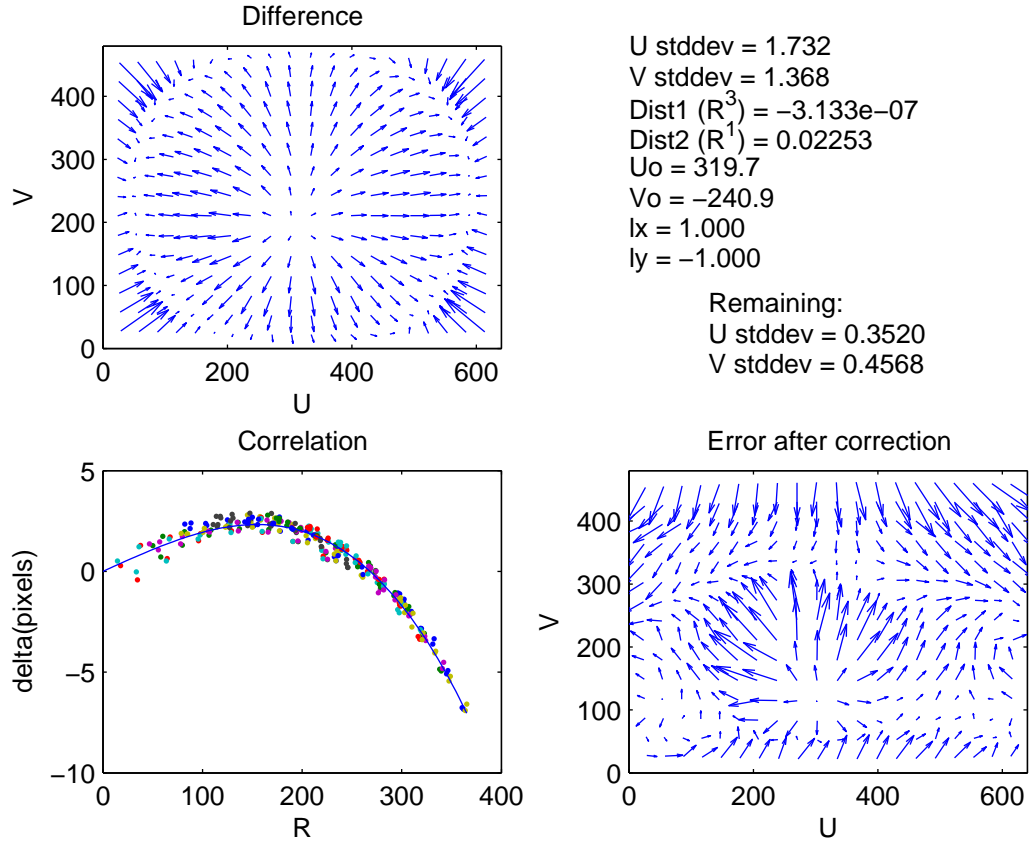 Difference
400
300
200
100
0
V
0 200 400 600
U
U stddev = 1.732
V stddev = 1.368
Dist1 (R^3) = −3.133e−07
Dist2 (R^1) = 0.02253
Uo = 319.7
Vo = −240.9
lx = 1.000
ly = −1.000
Remaining:
U stddev = 0.3520
V stddev = 0.4568
Correlation
5
0
−5
−10
delta(pixels)
0 100 200 300 400
R
Error after correction
400
300
200
100
0
V
0 200 400 600
U